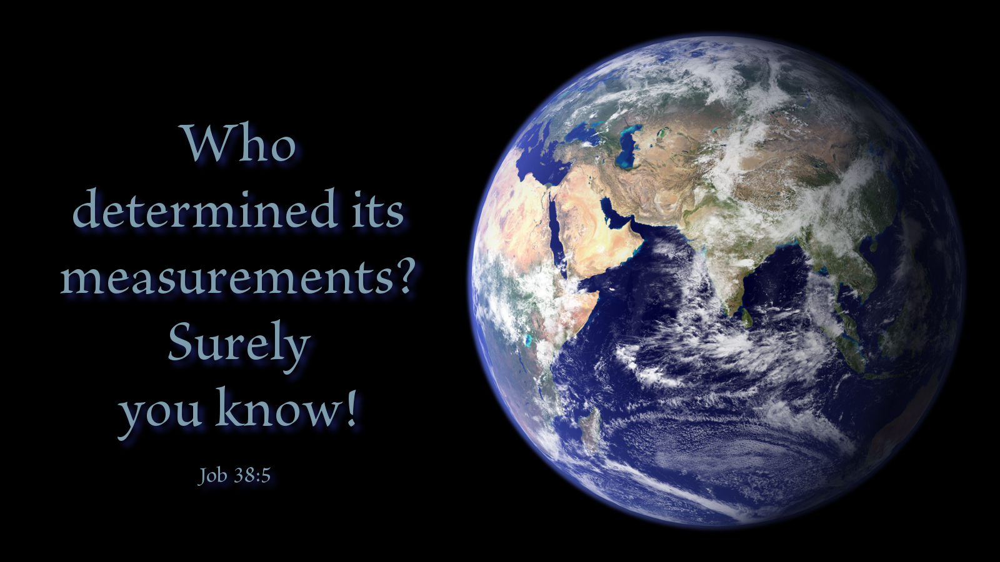 Who
determined its
measurements?
Surely
you know!
Job 38:5